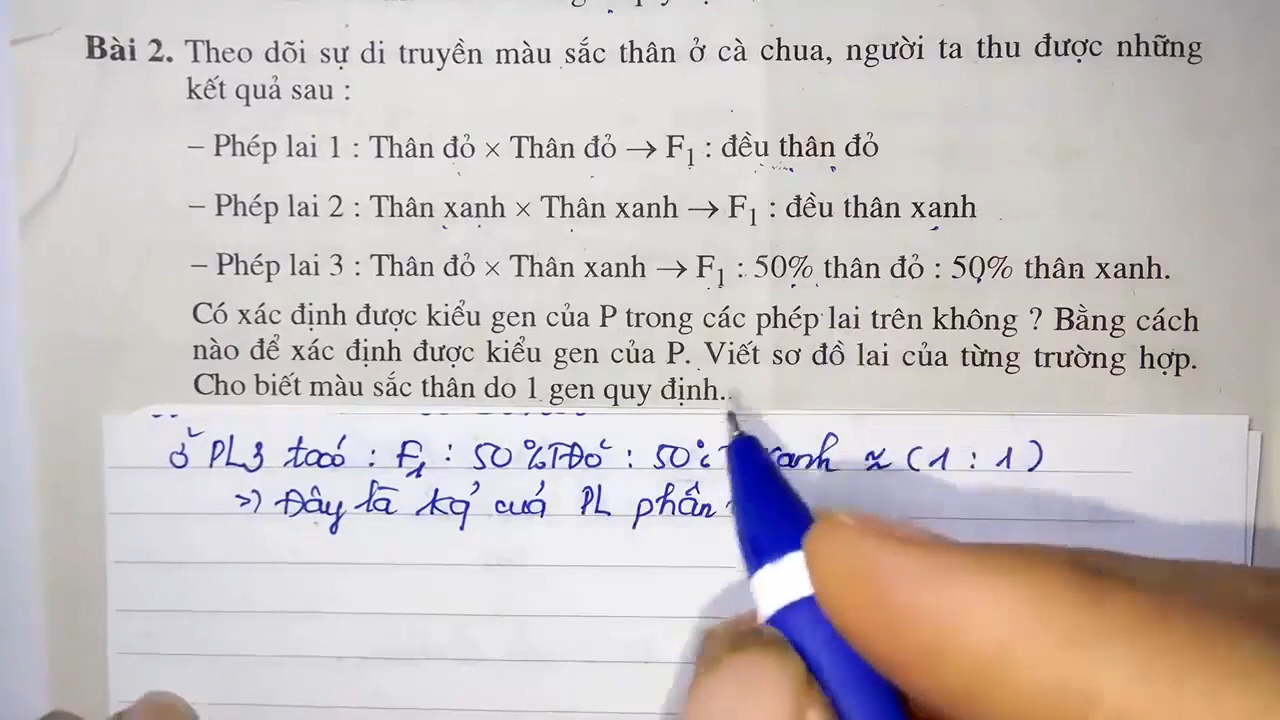 Bài 2. Theo dõi sự di truyền màu sắc thân ở cà chua, người ta thu được những
kết quả sau :
– Phép lai 1 : Thân đỏ × Thân đỏ → F₁ : đều thân đỏ
– Phép lai 2 : Thân xanh × Thân xanh → F₁ : đều thân xanh
– Phép lai 3 : Thân đỏ × Thân xanh → F₁ : 50% thân đỏ : 50% thân xanh.
Có xác định được kiểu gen của P trong các phép lai trên không ? Bằng cách
nào để xác định được kiểu gen của P. Viết sơ đồ lai của từng trường hợp.
Cho biết màu sắc thân do 1 gen quy định.
ở PL3 ta có : F₁ : 50% TĐỏ : 50% xanh ≈ (1 : 1)
=> Đây là kq̉ của PL phân